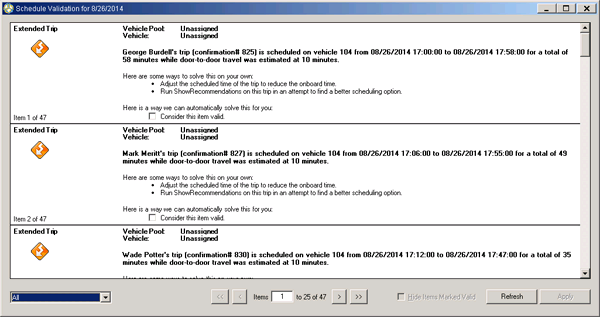 Schedule Validation for 8/26/2014
Extended Trip
Vehicle Pool: Unassigned
Vehicle: Unassigned
George Burdell's trip (confirmation# 825) is scheduled on vehicle 104 from 08/26/2014 17:00:00 to 08/26/2014 17:58:00 for a total of
58 minutes while door-to-door travel was estimated at 10 minutes.
Here are some ways to solve this on your own:
• Adjust the scheduled time of the trip to reduce the onboard time.
• Run ShowRecommendations on this trip in an attempt to find a better scheduling option.
Here is a way we can automatically solve this for you:
Consider this item valid.
Item 1 of 47
Extended Trip
Vehicle Pool: Unassigned
Vehicle: Unassigned
Mark Meritt's trip (confirmation# 827) is scheduled on vehicle 104 from 08/26/2014 17:06:00 to 08/26/2014 17:55:00 for a total of 49
minutes while door-to-door travel was estimated at 10 minutes.
Here are some ways to solve this on your own:
• Adjust the scheduled time of the trip to reduce the onboard time.
• Run ShowRecommendations on this trip in an attempt to find a better scheduling option.
Here is a way we can automatically solve this for you:
Consider this item valid.
Item 2 of 47
Extended Trip
Vehicle Pool: Unassigned
Vehicle: Unassigned
Wade Potter's trip (confirmation# 830) is scheduled on vehicle 104 from 08/26/2014 17:12:00 to 08/26/2014 17:47:00 for a total of 35
minutes while door-to-door travel was estimated at 10 minutes.
All
<< < Items 1 to 25 of 47 > >>
Hide Items Marked Valid
Refresh
Apply